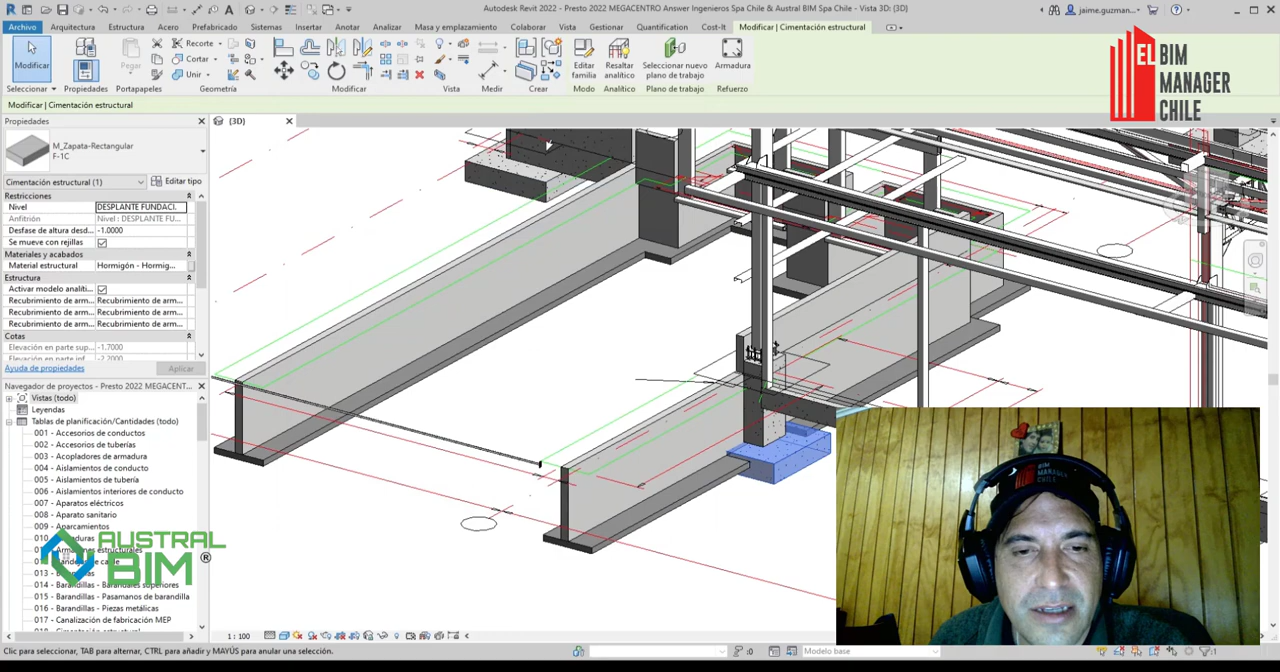 Autodesk Revit 2022 - Presto 2022 MEGACENTRO Answer Ingenieros Spa Chile & Austral BIM Spa Chile - Vista 3D: {3D}
jaime.guzman...
Archivo Arquitectura Estructura Acero Prefabricado Sistemas Insertar Anotar Analizar Masa y emplazamiento Colaborar Vista Gestionar Quantification Cost-It Modificar | Cimentación estructural
Modificar
Pegar
Recorte
Cortar
Unir
Editar familia
Resaltar analítico
Seleccionar nuevo plano de trabajo
Armadura
Seleccionar Propiedades Portapapeles Geometría Modificar Vista Medir Crear Modo Analítico Plano de trabajo Refuerzo
Modificar | Cimentación estructural
EL BIM
MANAGER
CHILE
Propiedades
{3D}
M_Zapata-Rectangular
F-1C
Cimentación estructural (1) Editar tipo
Restricciones
Nivel DESPLANTE FUNDACI.
Anfitrión Nivel : DESPLANTE FU...
Desfase de altura desd... -1.0000
Se mueve con rejillas
Materiales y acabados
Material estructural Hormigón - Hormig...
Estructura
Activar modelo analíti...
Recubrimiento de arm... Recubrimiento de arm...
Recubrimiento de arm... Recubrimiento de arm...
Recubrimiento de arm... Recubrimiento de arm...
Cotas
Elevación en parte sup... -1.7000
Elevación en parte inf... -2.2000
Ayuda de propiedades Aplicar
Navegador de proyectos - Presto 2022 MEGACENTR...
Vistas (todo)
Leyendas
Tablas de planificación/Cantidades (todo)
001 - Accesorios de conductos
002 - Accesorios de tuberías
003 - Acopladores de armadura
004 - Aislamientos de conducto
005 - Aislamientos de tubería
006 - Aislamientos interiores de conducto
007 - Aparatos eléctricos
008 - Aparato sanitario
009 - Aparcamientos
AUSTRAL
BIM ®
014 - Barandillas - Barandales superiores
015 - Barandillas - Pasamanos de barandilla
016 - Barandillas - Piezas metálicas
017 - Canalización de fabricación MEP
BIM
MANAGER
CHILE
1 : 100
Clic para seleccionar, TAB para alternar, CTRL para añadir y MAYÚS para anular una selección.
:0
Modelo base
:1